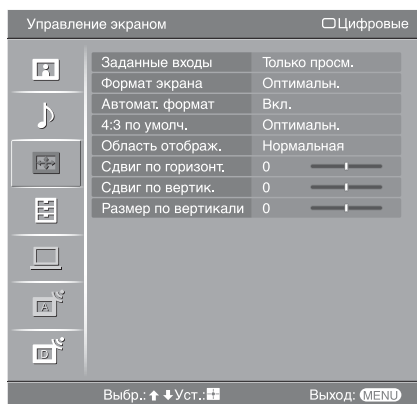 Управление экраном Цифровые
Заданные входы Только просм.
Формат экрана Оптимальн.
Автомат. формат Вкл.
4:3 по умолч. Оптимальн.
Область отображ. Нормальная
Сдвиг по горизонт. 0
Сдвиг по вертик. 0
Размер по вертикали 0
A
D
Выбр.: Уст.: Выход: MENU